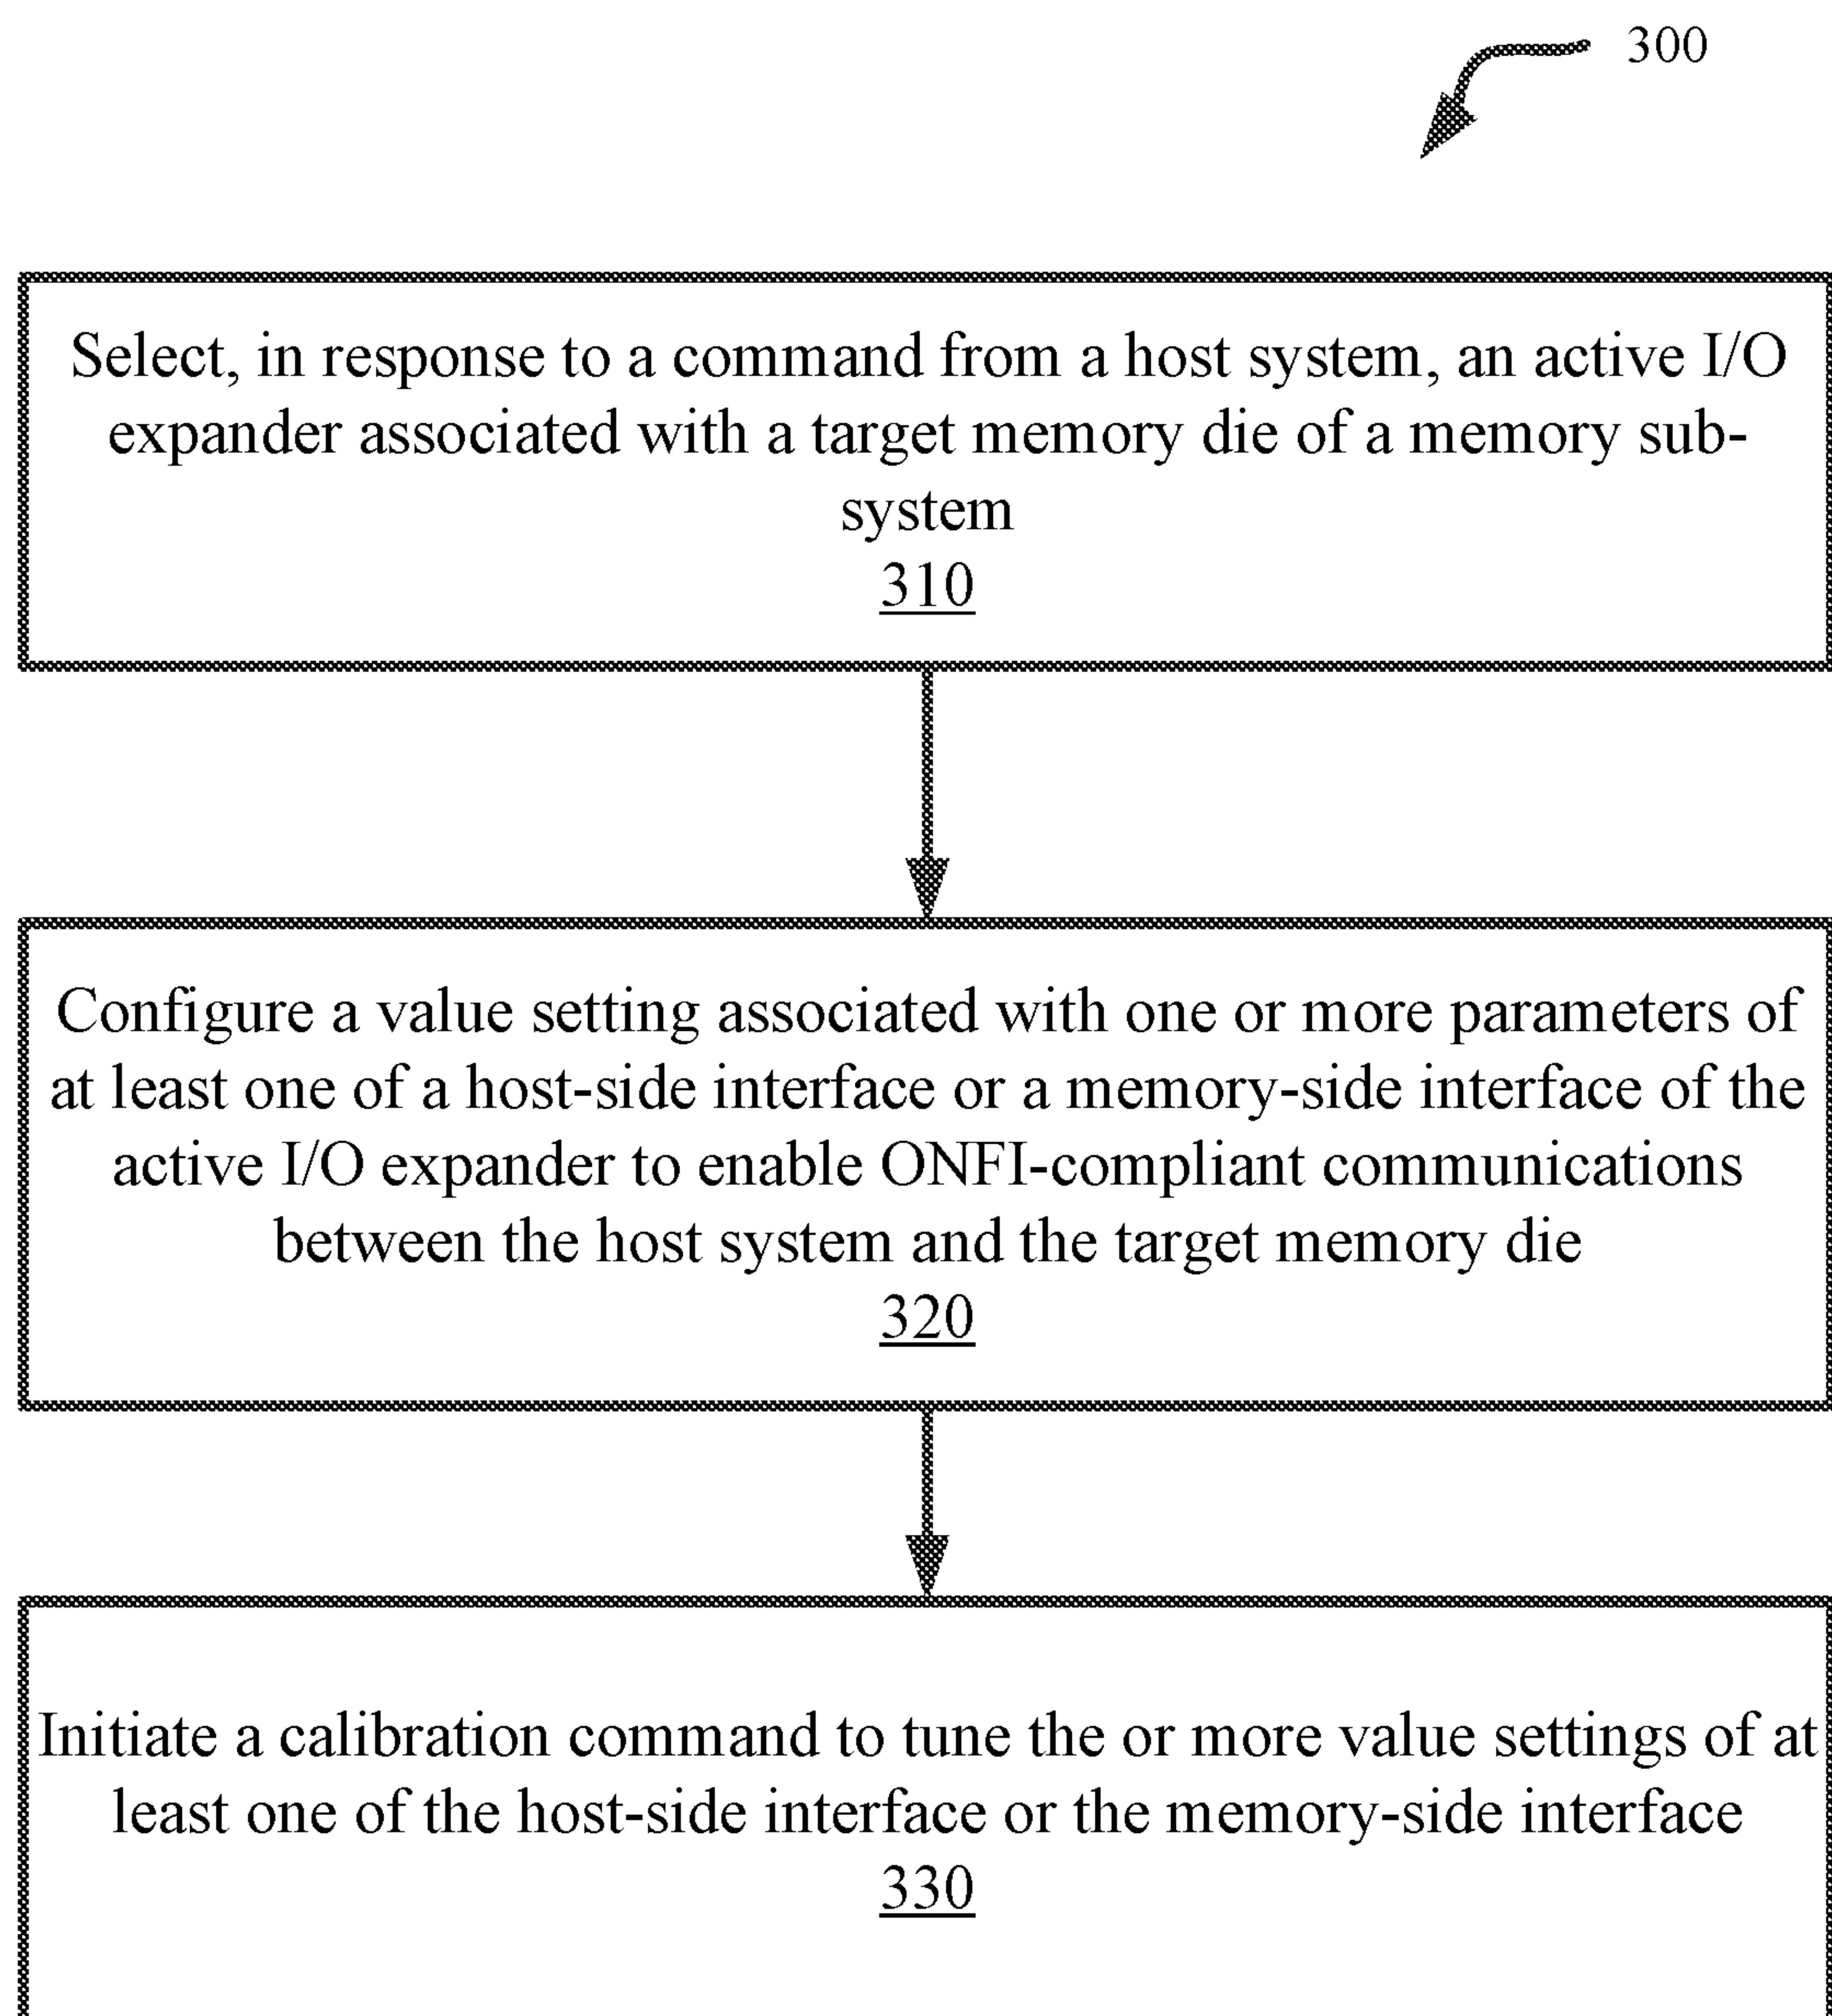 300
Select, in response to a command from a host system, an active I/O
expander associated with a target memory die of a memory sub-
system
310
Configure a value setting associated with one or more parameters of
at least one of a host-side interface or a memory-side interface of the
active I/O expander to enable ONFI-compliant communications
between the host system and the target memory die
320
Initiate a calibration command to tune the or more value settings of at
least one of the host-side interface or the memory-side interface
330